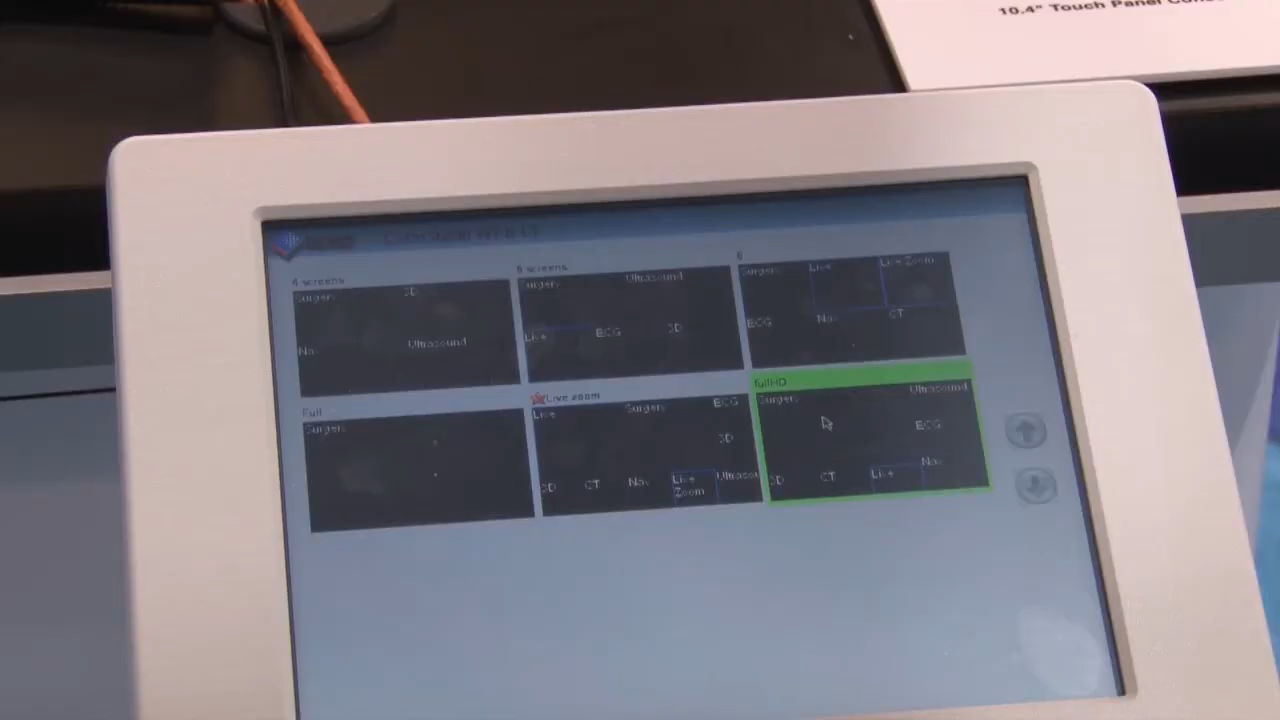 10.4" Touch Panel
4 screens
Surgery 3D
Nav Ultrasound
6 screens
Surgery Ultrasound
Live ECG 3D
6
Surgery Live Live Zoom
ECG Nav CT
Full
Surgery
Live zoom
Live Surgery ECG
3D
3D CT Nav Live Zoom
fullHD
Surgery Ultrasound
ECG
3D CT Live Nav